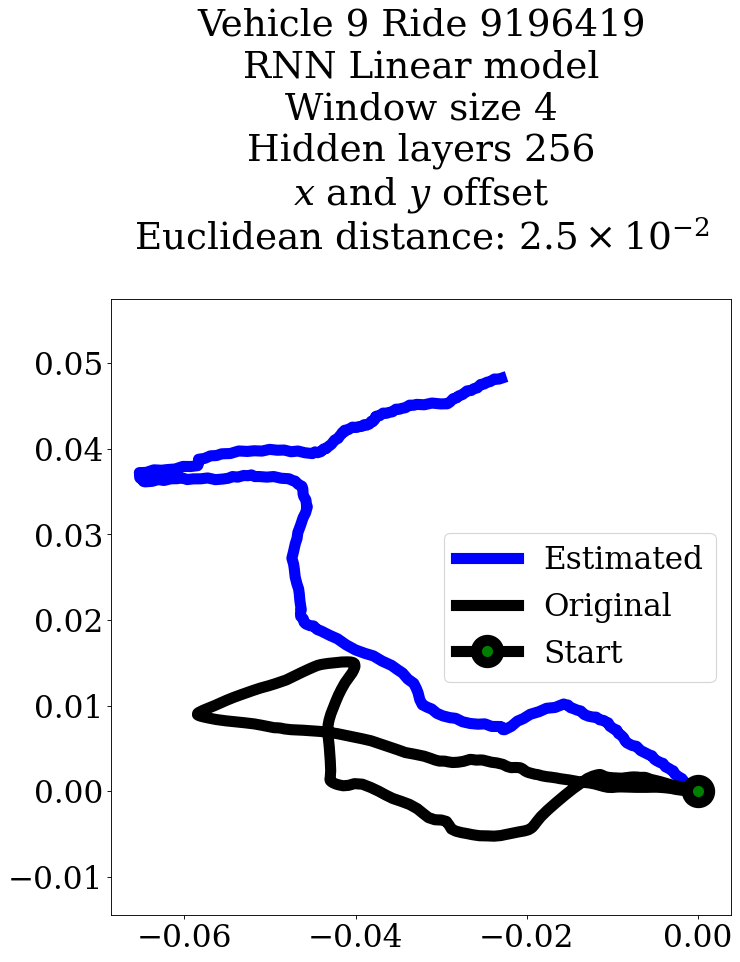 Vehicle 9 Ride 9196419
RNN Linear model
Window size 4
Hidden layers 256
x and y offset
Euclidean distance: 2.5 × 10⁻²
0.05
0.04
0.03
0.02
0.01
0.00
−0.01
Estimated
Original
Start
−0.06 −0.04 −0.02 0.00